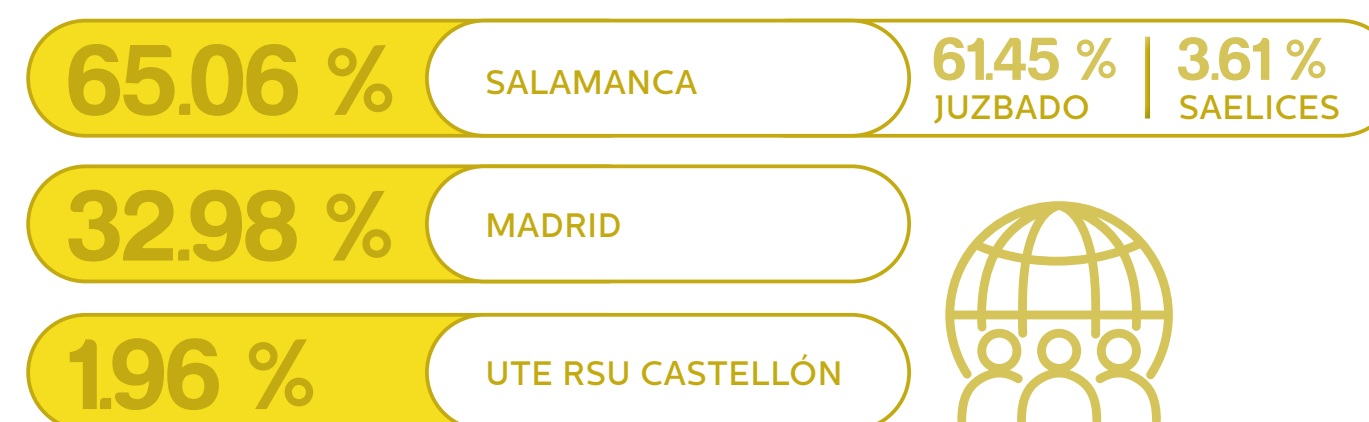 65.06 %
SALAMANCA
61.45 %
JUZBADO
3.61 %
SAELICES
32.98 %
MADRID
1.96 %
UTE RSU CASTELLÓN